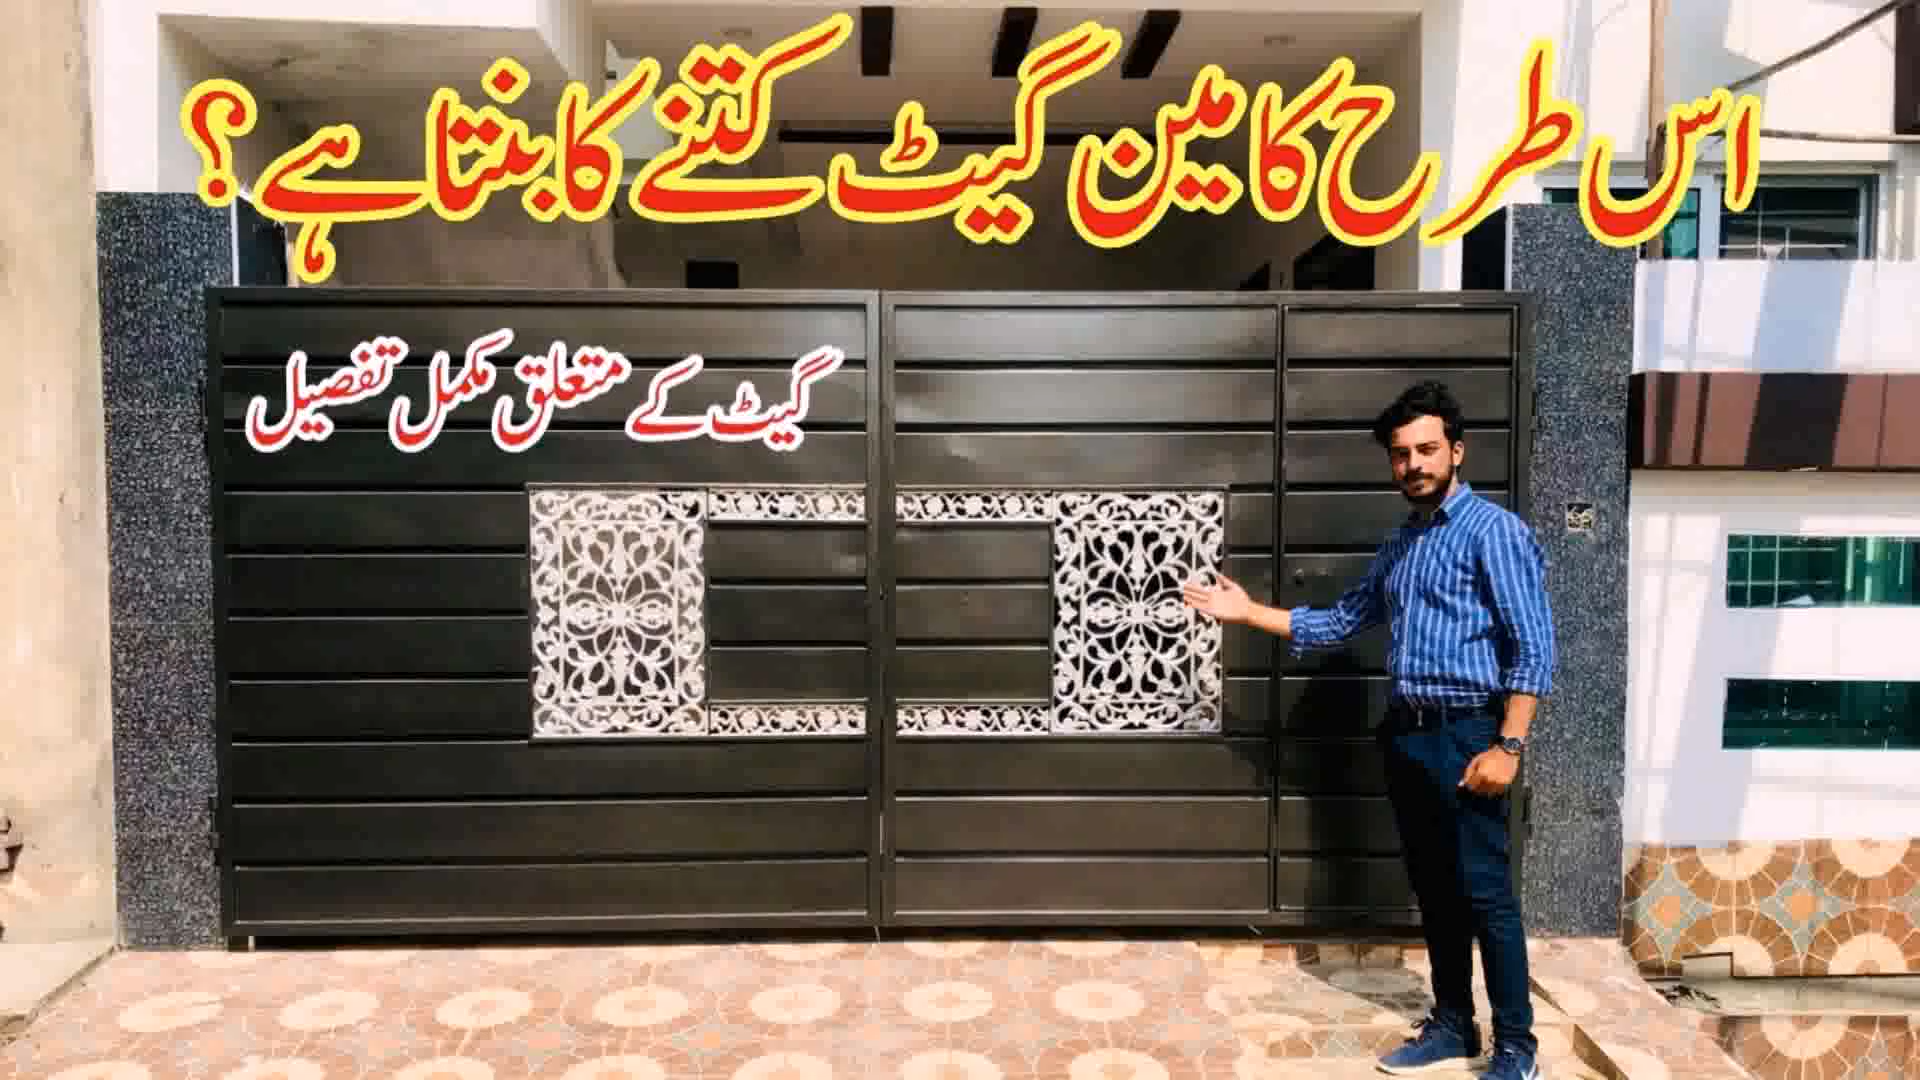 اس طرح کا مین گیٹ کتنے کا بنتا ہے؟
گیٹ کے متعلق مکمل تفصیل